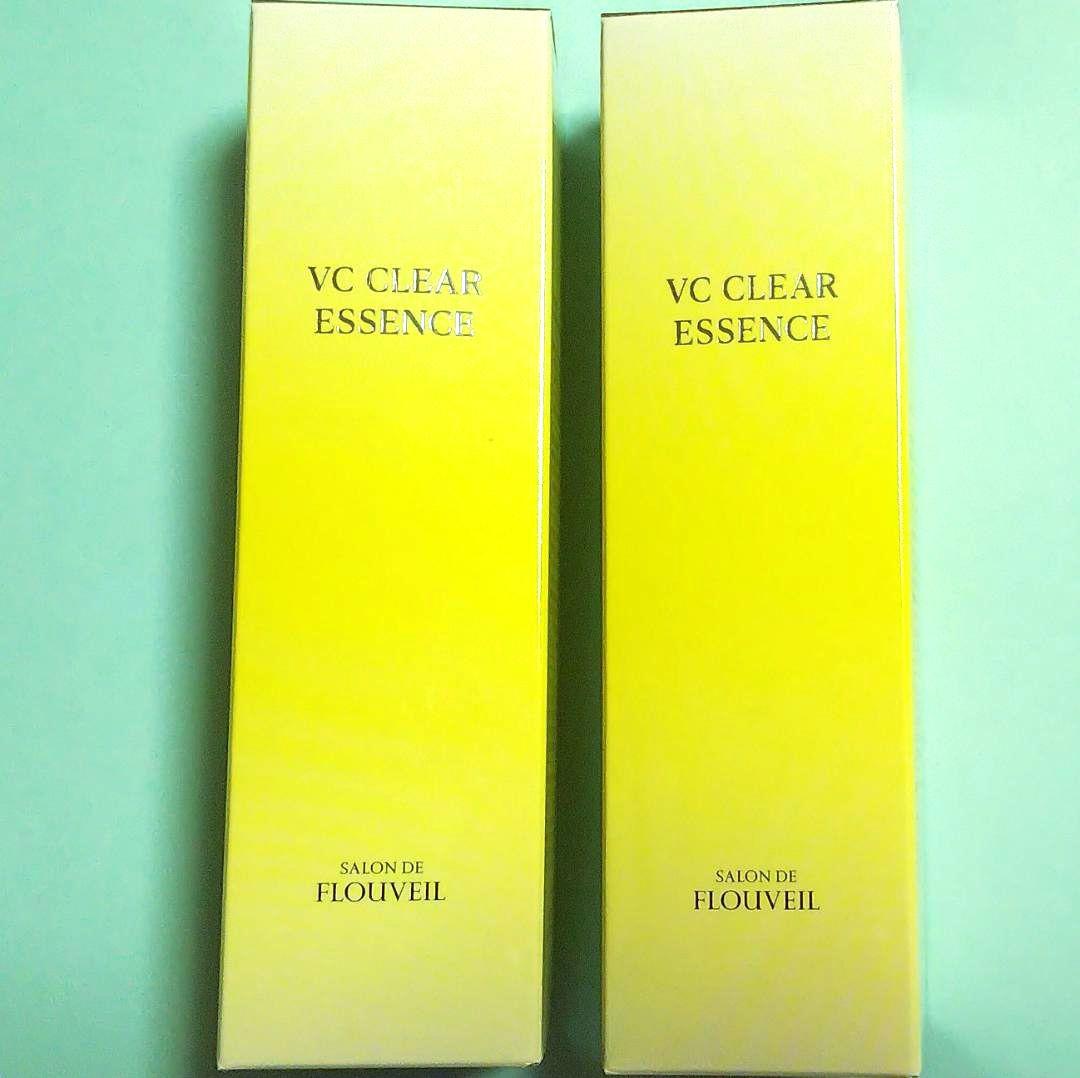 VC CLEAR
ESSENCE
SALON DE
FLOUVEIL
VC CLEAR
ESSENCE
SALON DE
FLOUVEIL